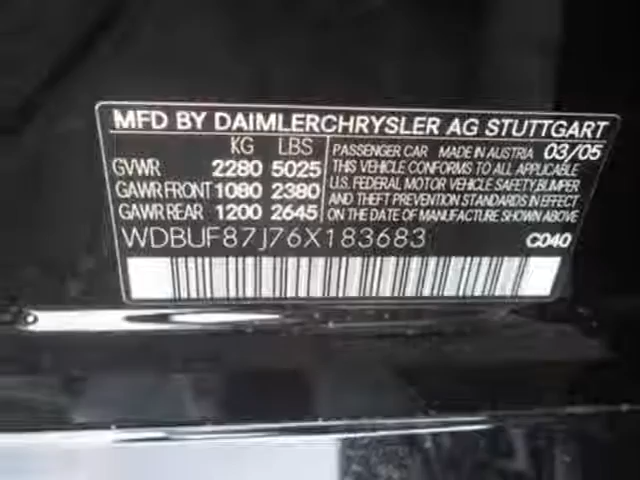 MFD BY DAIMLERCHRYSLER AG STUTTGART
KG LBS
GVWR 2280 5025
GAWR FRONT 1080 2380
GAWR REAR 1200 2645
PASSENGER CAR MADE IN AUSTRIA 03/05
THIS VEHICLE CONFORMS TO ALL APPLICABLE
U.S. FEDERAL MOTOR VEHICLE SAFETY, BUMPER
AND THEFT PREVENTION STANDARDS IN EFFECT
ON THE DATE OF MANUFACTURE SHOWN ABOVE
WDBUF87J76X183683
C040